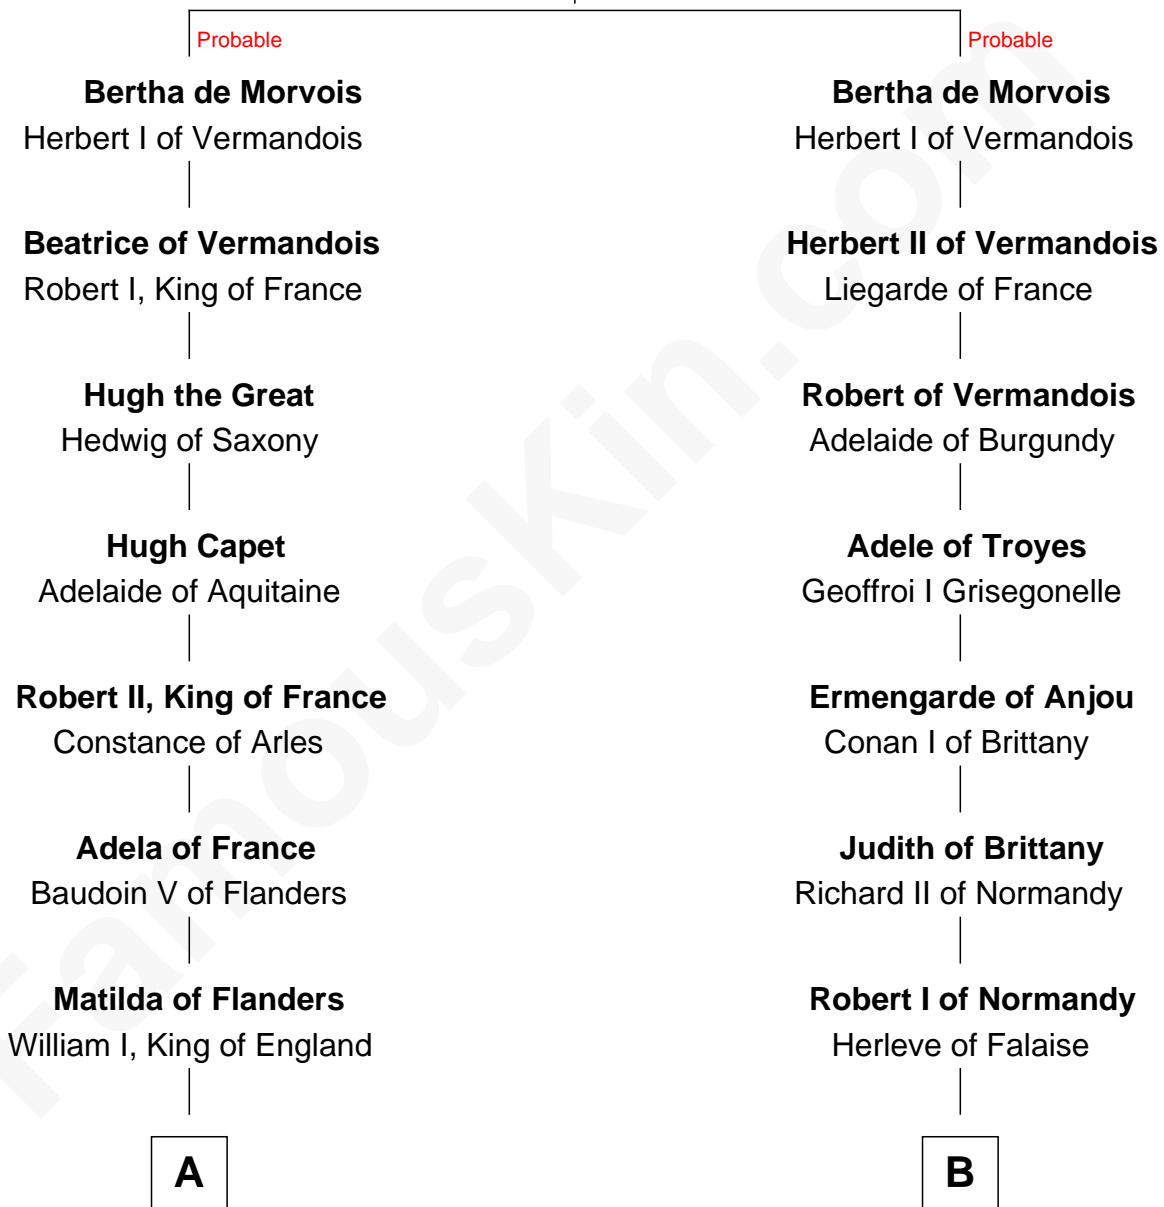 Probable
Bertha de Morvois
Herbert I of Vermandois
Beatrice of Vermandois
Robert I, King of France
Hugh the Great
Hedwig of Saxony
Hugh Capet
Adelaide of Aquitaine
Robert II, King of France
Constance of Arles
Adela of France
Baudoin V of Flanders
Matilda of Flanders
William I, King of England
A
Probable
Bertha de Morvois
Herbert I of Vermandois
Herbert II of Vermandois
Liegarde of France
Robert of Vermandois
Adelaide of Burgundy
Adele of Troyes
Geoffroi I Grisegonelle
Ermengarde of Anjou
Conan I of Brittany
Judith of Brittany
Richard II of Normandy
Robert I of Normandy
Herleve of Falaise
B
FamousKin.com